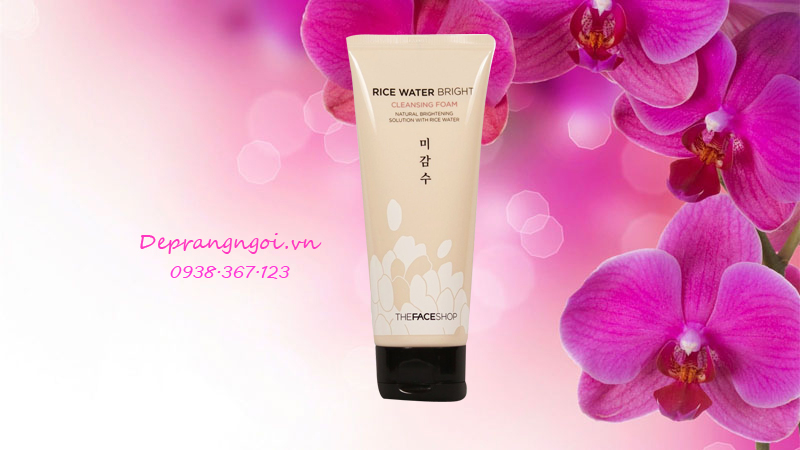 RICE WATER BRIGHT
CLEANSING FOAM
NATURAL BRIGHTENING
SOLUTION WITH RICE WATER
미
감
수
THEFACESHOP
Deprangngoi.vn
0938·367·123